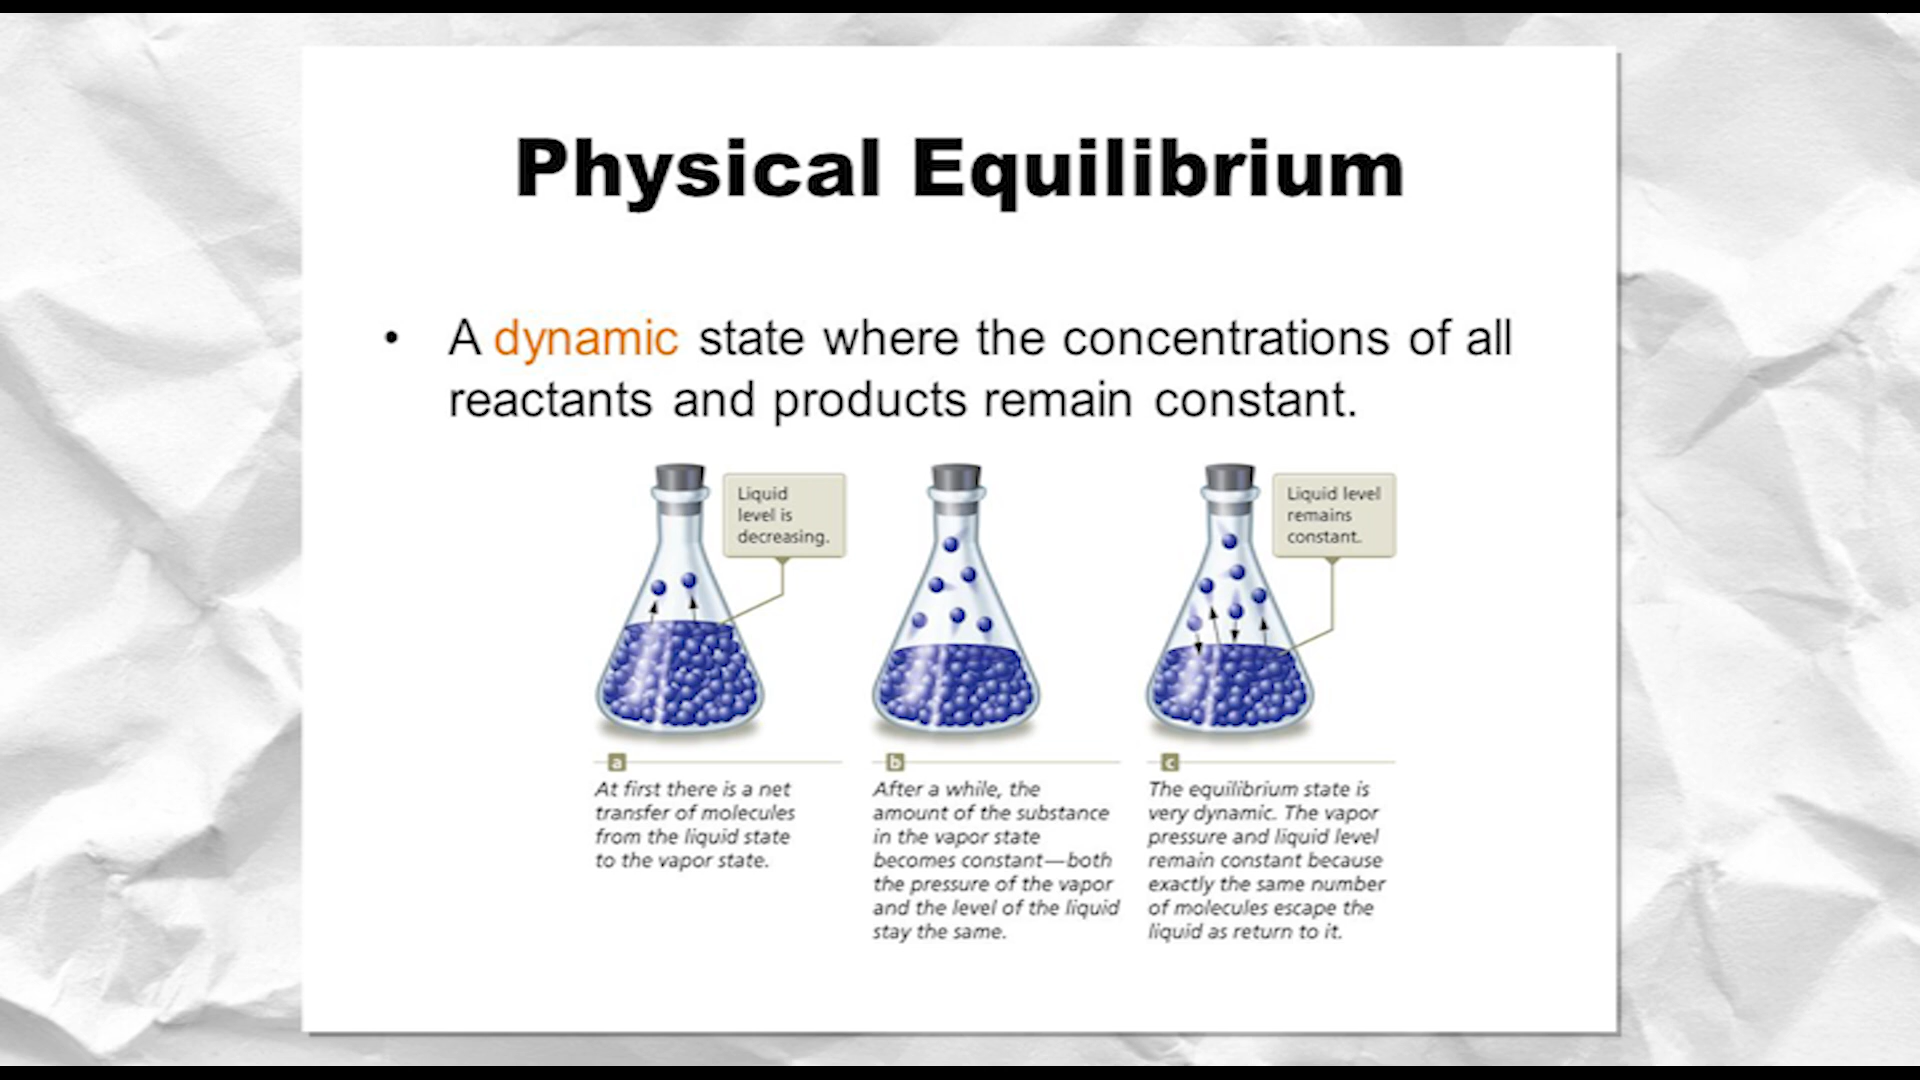 Physical Equilibrium
• A dynamic state where the concentrations of all
reactants and products remain constant.
Liquid
level is
decreasing.
Liquid level
remains
constant.
a
At first there is a net
transfer of molecules
from the liquid state
to the vapor state.
b
After a while, the
amount of the substance
in the vapor state
becomes constant—both
the pressure of the vapor
and the level of the liquid
stay the same.
c
The equilibrium state is
very dynamic. The vapor
pressure and liquid level
remain constant because
exactly the same number
of molecules escape the
liquid as return to it.